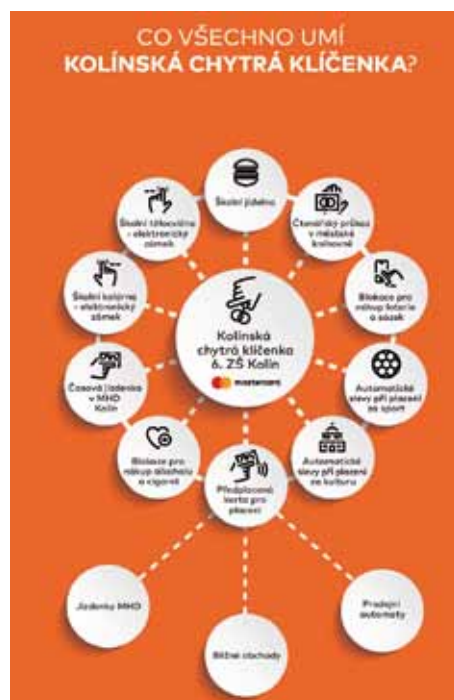 CO VŠECHNO UMÍ
KOLÍNSKÁ CHYTRÁ KLÍČENKA?
Školní jídelna
Školní tělocvična
- elektronický
zámek
Čtenářský průkaz
v městské
knihovně
Školní kolárna
- elektronický
zámek
Blokace pro
nákup loterie
a sázek
Kolínská
chytrá klíčenka
6. ZŠ Kolín
mastercard
Časová jízdenka
v MHD
Kolín
Automatické
slevy při placení
za sport
Blokace pro
nákup alkoholu
a cigaret
Předplacená
karta pro
placení
Automatické
slevy při placení
za kulturu
Jízdenky MHD
Běžné obchody
Prodejní
automaty